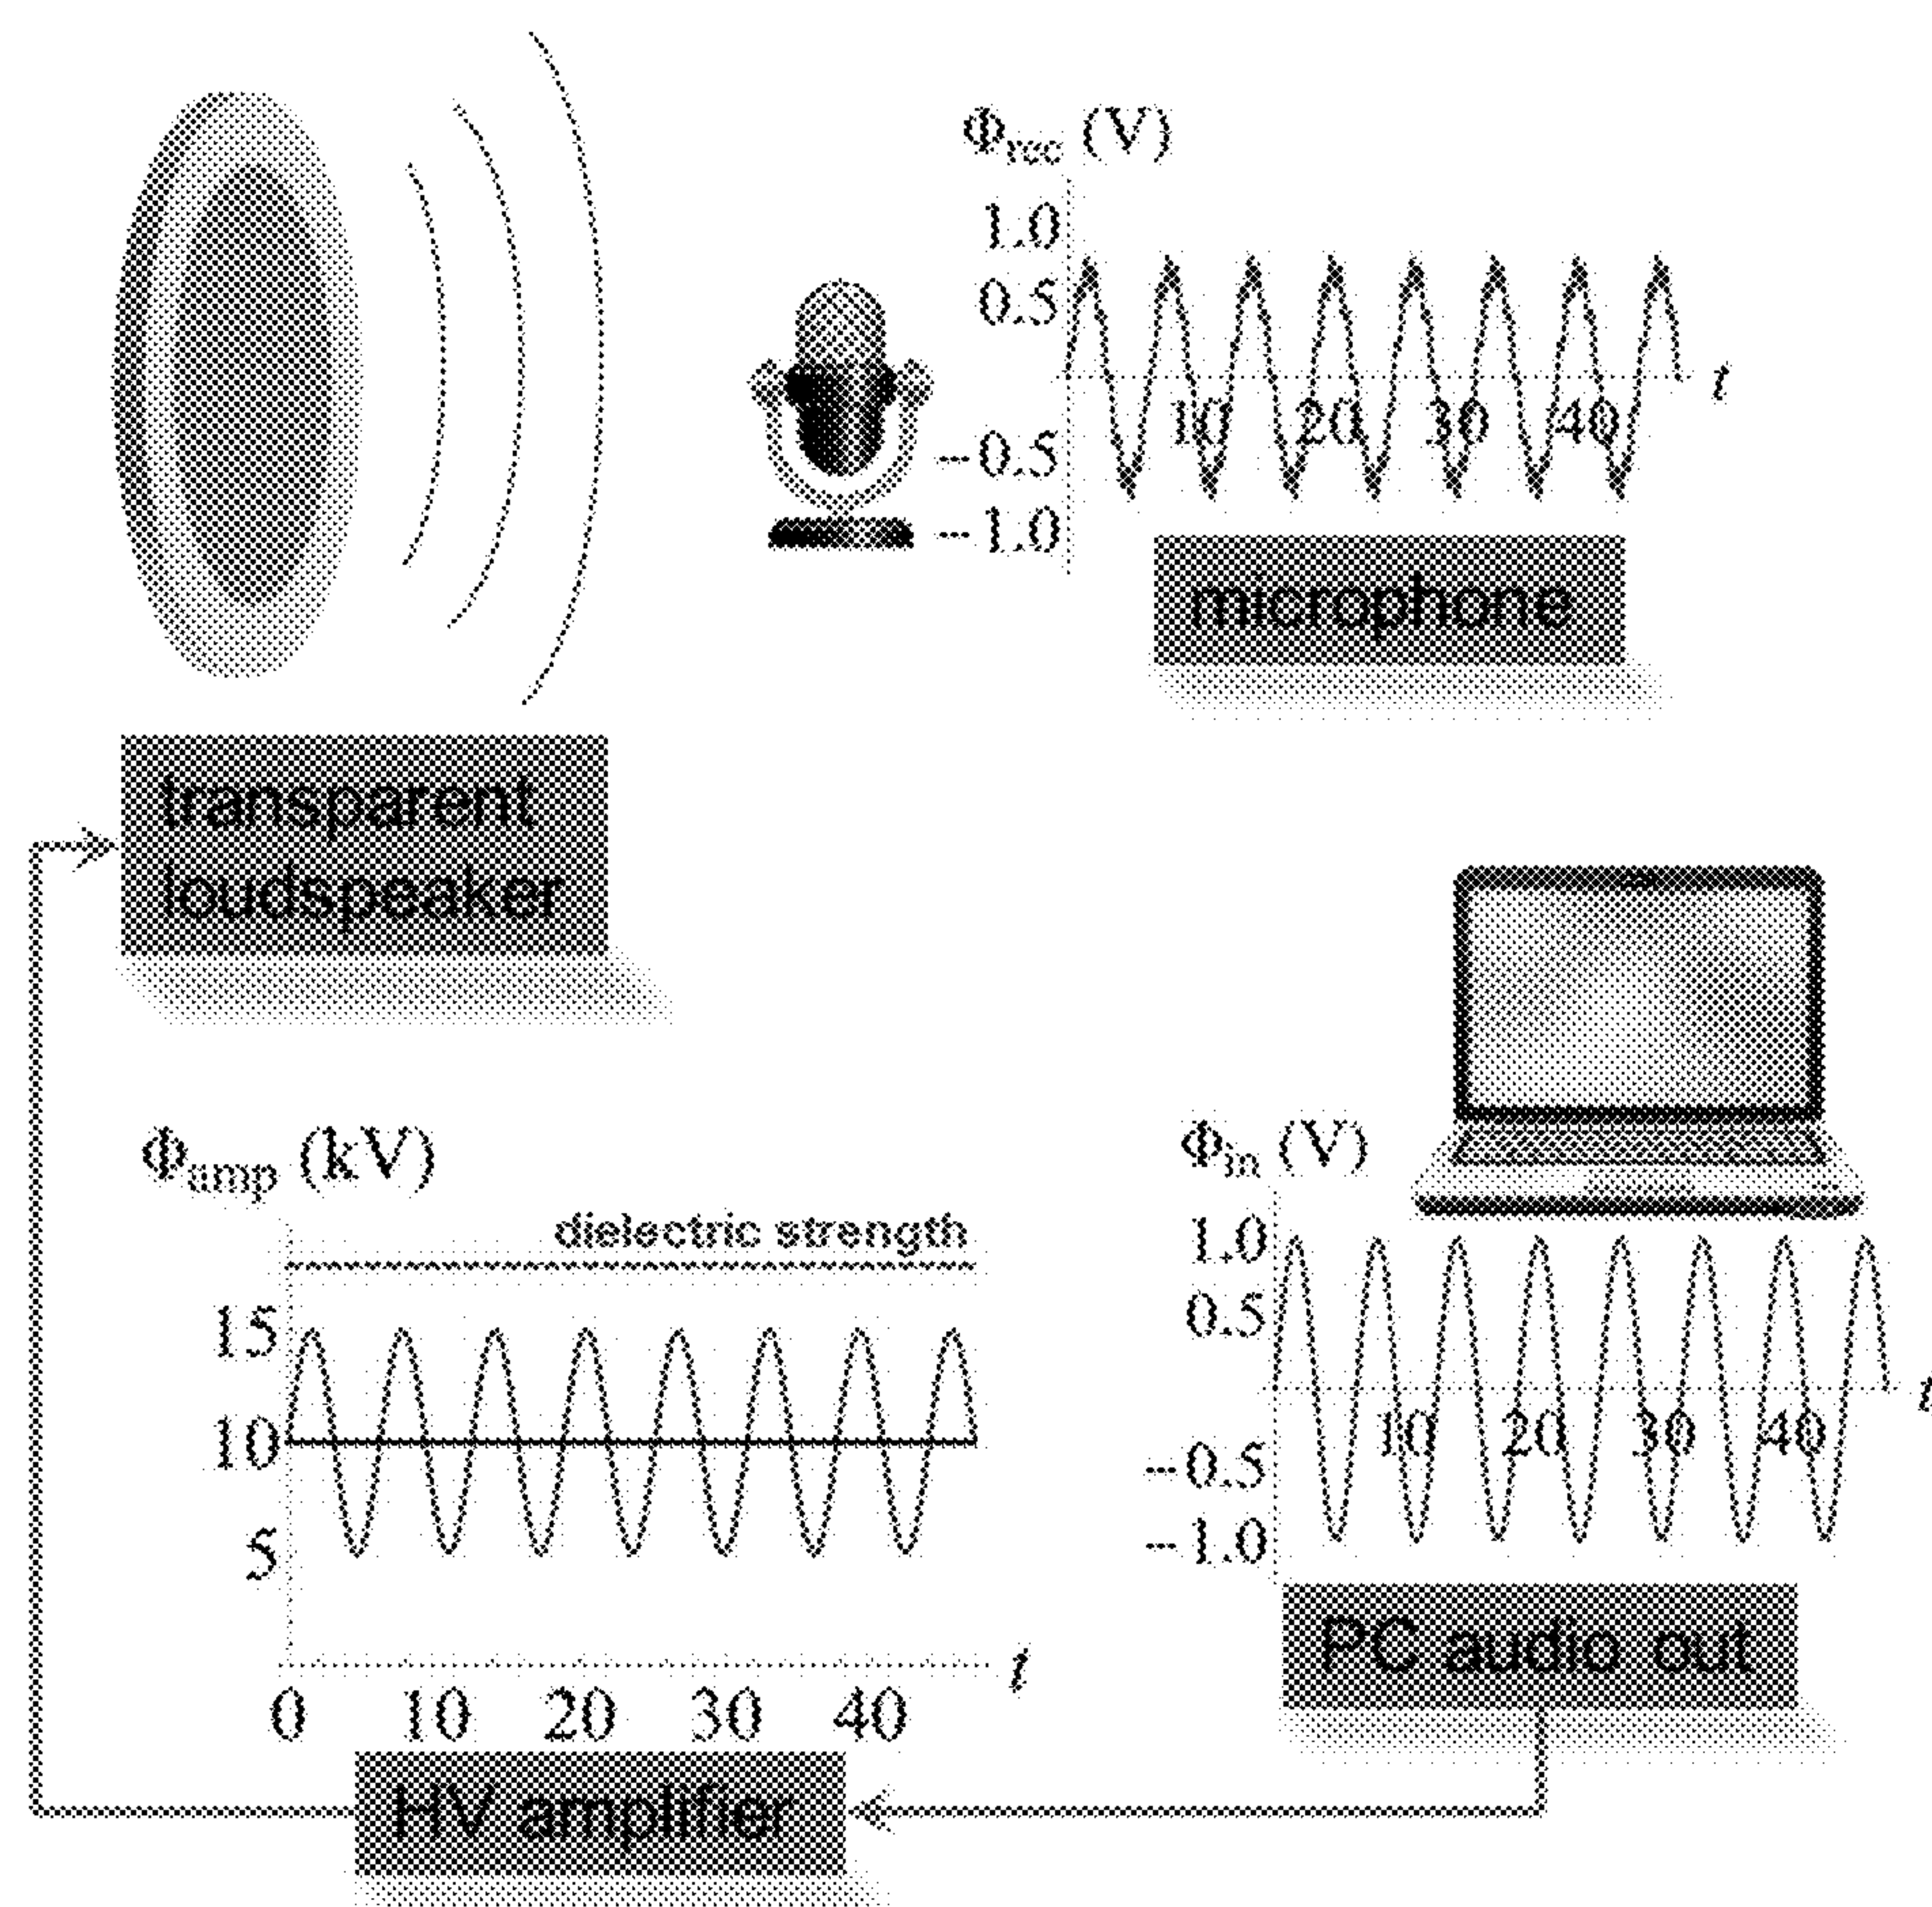 Φrec (V)
1.0
0.5
−0.5
−1.0
10 20 30 40
t
microphone
transparent
loudspeaker
Φamp (kV)
dielectric strength
15
10
5
0 10 20 30 40
t
HV amplifier
Φin (V)
1.0
0.5
−0.5
−1.0
10 20 30 40
t
PC audio out